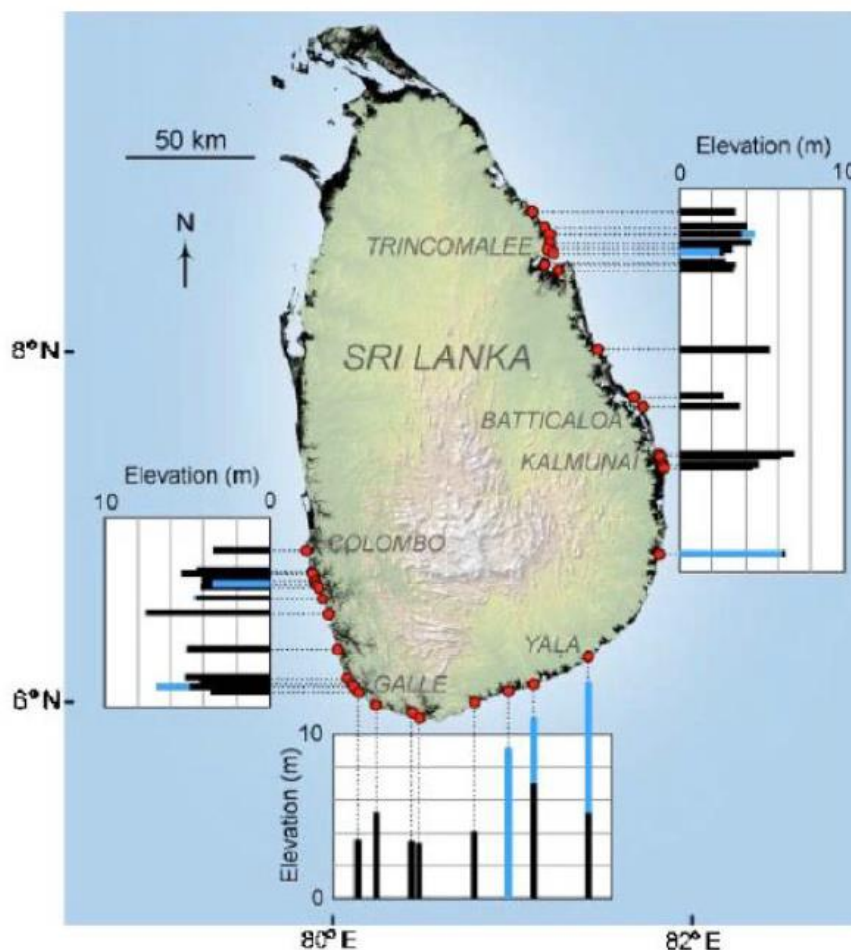 50 km
N
Elevation (m)
0 10
TRINCOMALEE
8°N
SRI LANKA
BATTICALOA
KALMUNAI
Elevation (m)
10 0
COLOMBO
YALA
GALLE
6°N
10
Elevation (m)
0
80°E 82°E